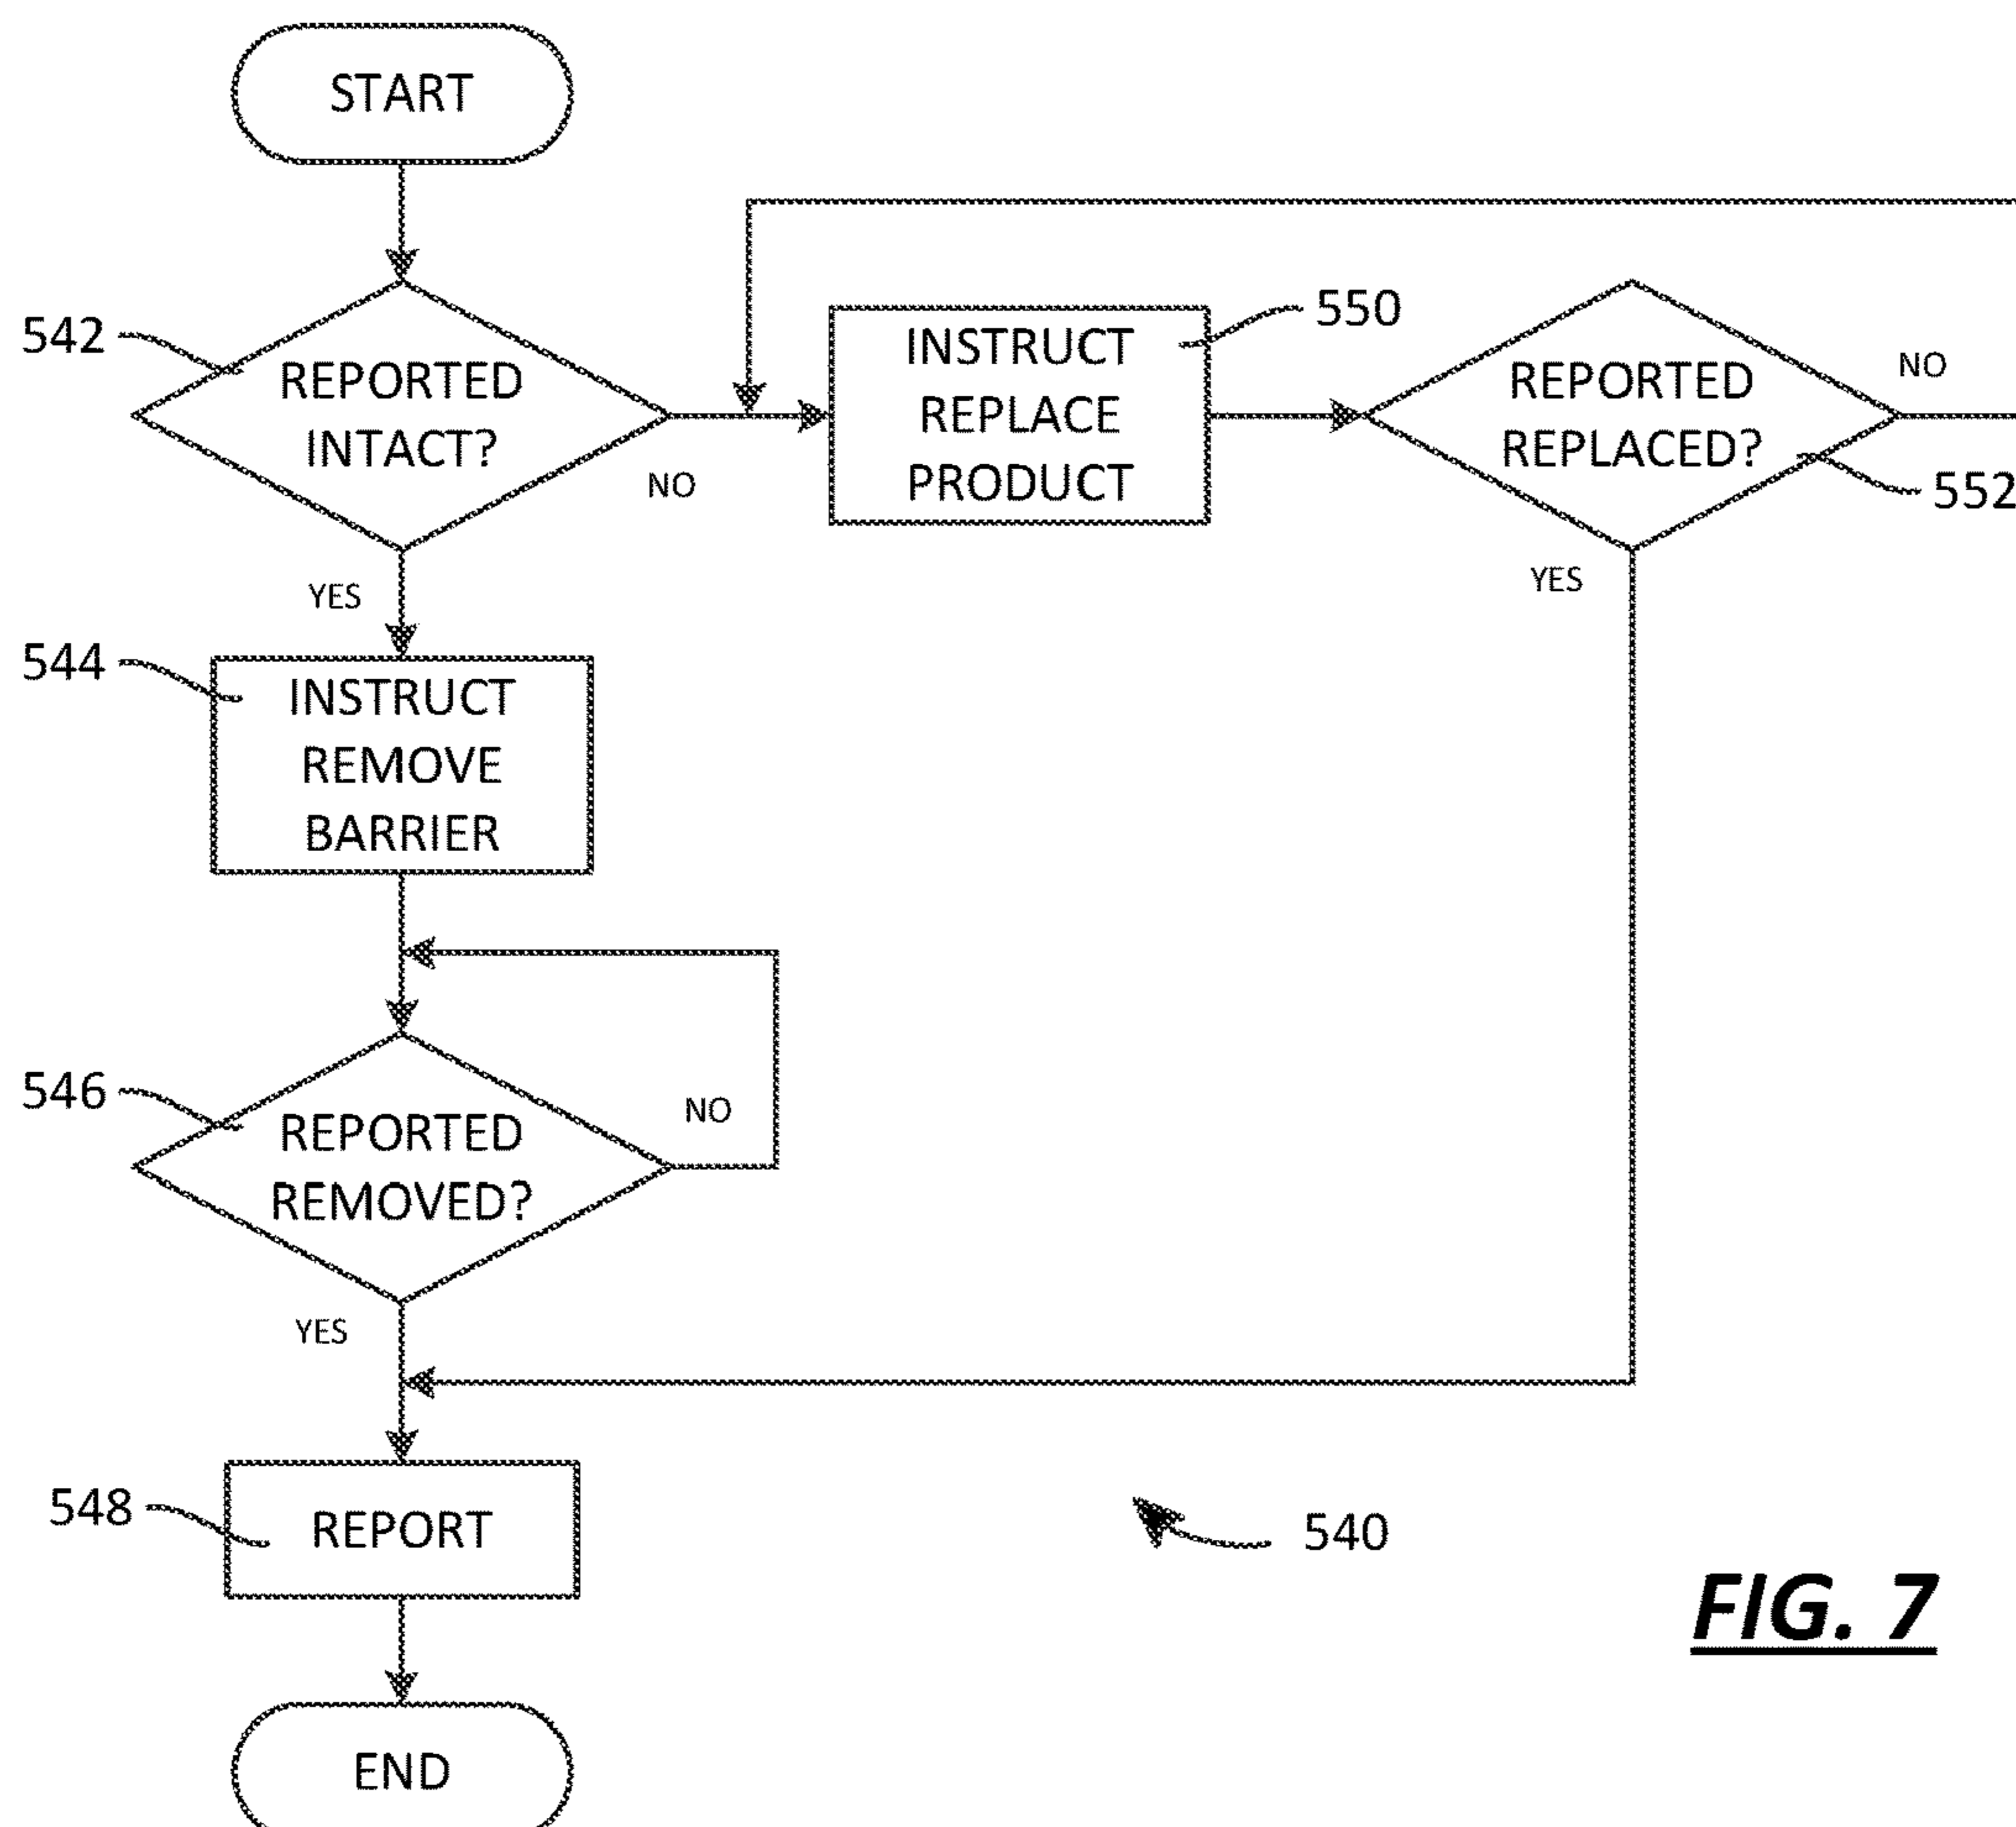 START
542
REPORTED
INTACT?
NO
YES
550
INSTRUCT
REPLACE
PRODUCT
REPORTED
REPLACED?
NO
552
YES
544
INSTRUCT
REMOVE
BARRIER
546
REPORTED
REMOVED?
NO
YES
548
REPORT
540
FIG. 7
END